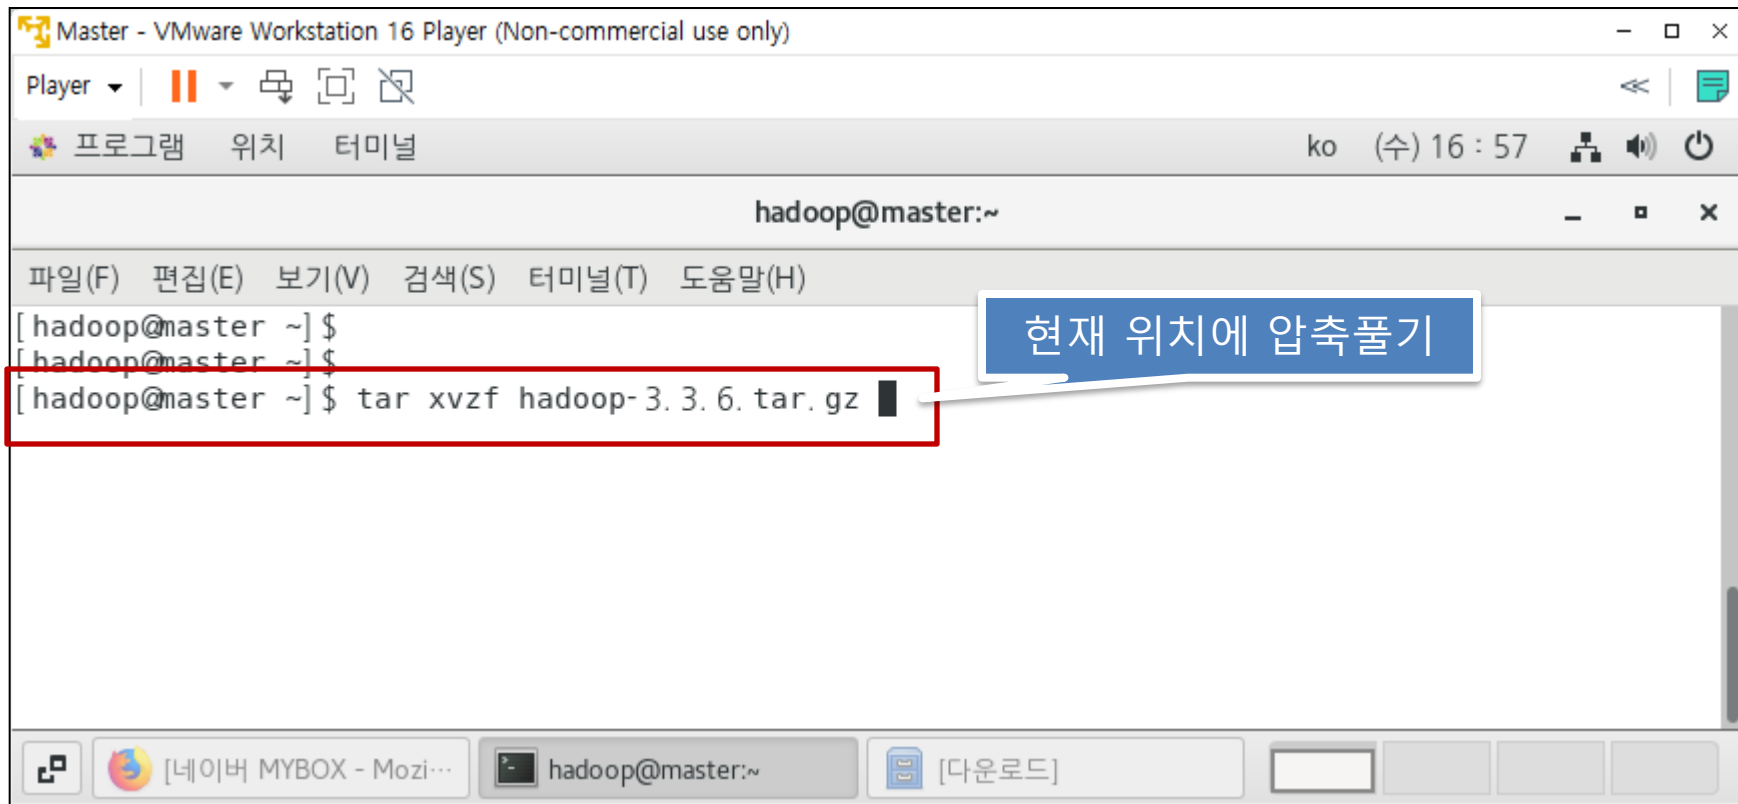 Master - VMware Workstation 16 Player (Non-commercial use only)
Player
프로그램 위치 터미널 ko (수) 16 : 57
hadoop@master:~
파일(F) 편집(E) 보기(V) 검색(S) 터미널(T) 도움말(H)
[hadoop@master ~]$
[hadoop@master ~]$
[hadoop@master ~]$ tar xvzf hadoop-3.3.6.tar.gz
현재 위치에 압축풀기
[네이버 MYBOX - Mozi… hadoop@master:~ [다운로드]